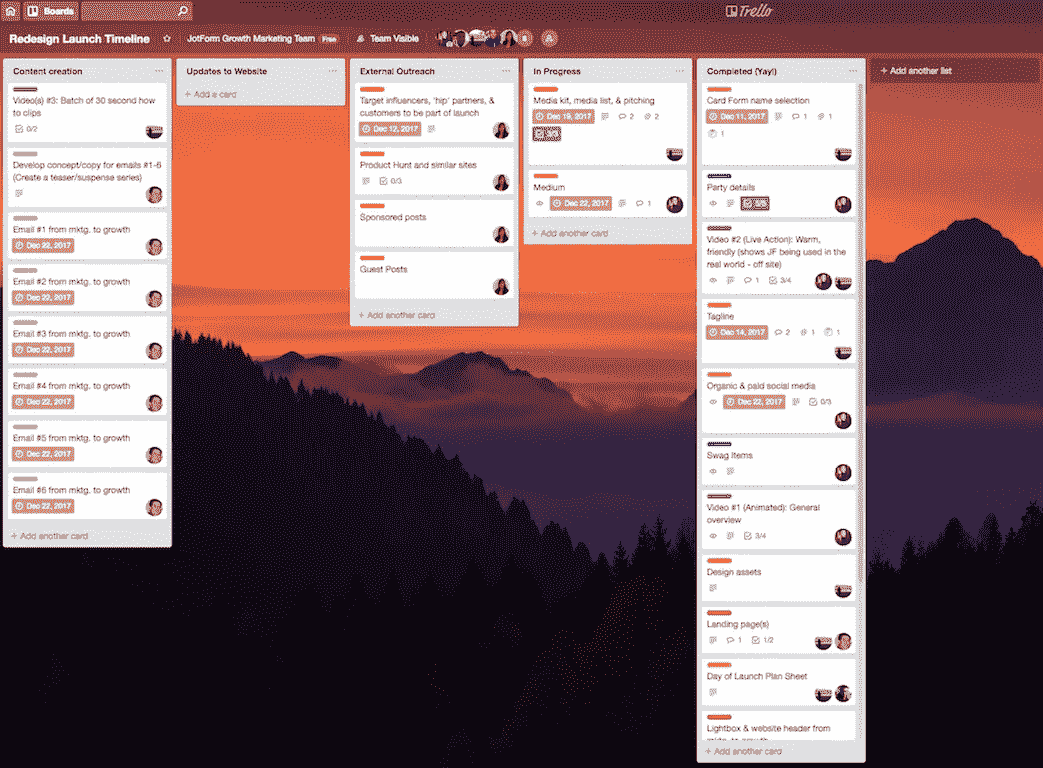 Boards
Trello
Redesign Launch Timeline
JotForm Growth Marketing Team
Free
Team Visible
Content creation
Video(s) #3: Batch of 30 second how
to clips
0/2
Develop concept/copy for emails #1-6
(Create a teaser/suspense series)
Email #1 from mktg. to growth
Dec 22, 2017
Email #2 from mktg. to growth
Dec 22, 2017
Email #3 from mktg. to growth
Dec 22, 2017
Email #4 from mktg. to growth
Dec 22, 2017
Email #5 from mktg. to growth
Dec 22, 2017
Email #6 from mktg. to growth
Dec 22, 2017
+ Add another card
Updates to Website
+ Add a card
External Outreach
Target influencers, 'hip' partners, &
customers to be part of launch
Dec 12, 2017
Product Hunt and similar sites
0/3
Sponsored posts
Guest Posts
+ Add another card
In Progress
Media kit, media list, & pitching
Dec 19, 2017 2 2
Medium
Dec 22, 2017 1
+ Add another card
Completed (Yay!)
Card Form name selection
Dec 11, 2017 1 1
1
Party details
Video #2 (Live Action): Warm,
friendly (shows JF being used in the
real world - off site)
1 3/4
Tagline
Dec 14, 2017 2 1 1
Organic & paid social media
Dec 22, 2017 0/3
Swag Items
Video #1 (Animated): General
overview
3/4
Design assets
Landing page(s)
1 1/2
Day of Launch Plan Sheet
Lightbox & website header from
+ Add another card
+ Add another list